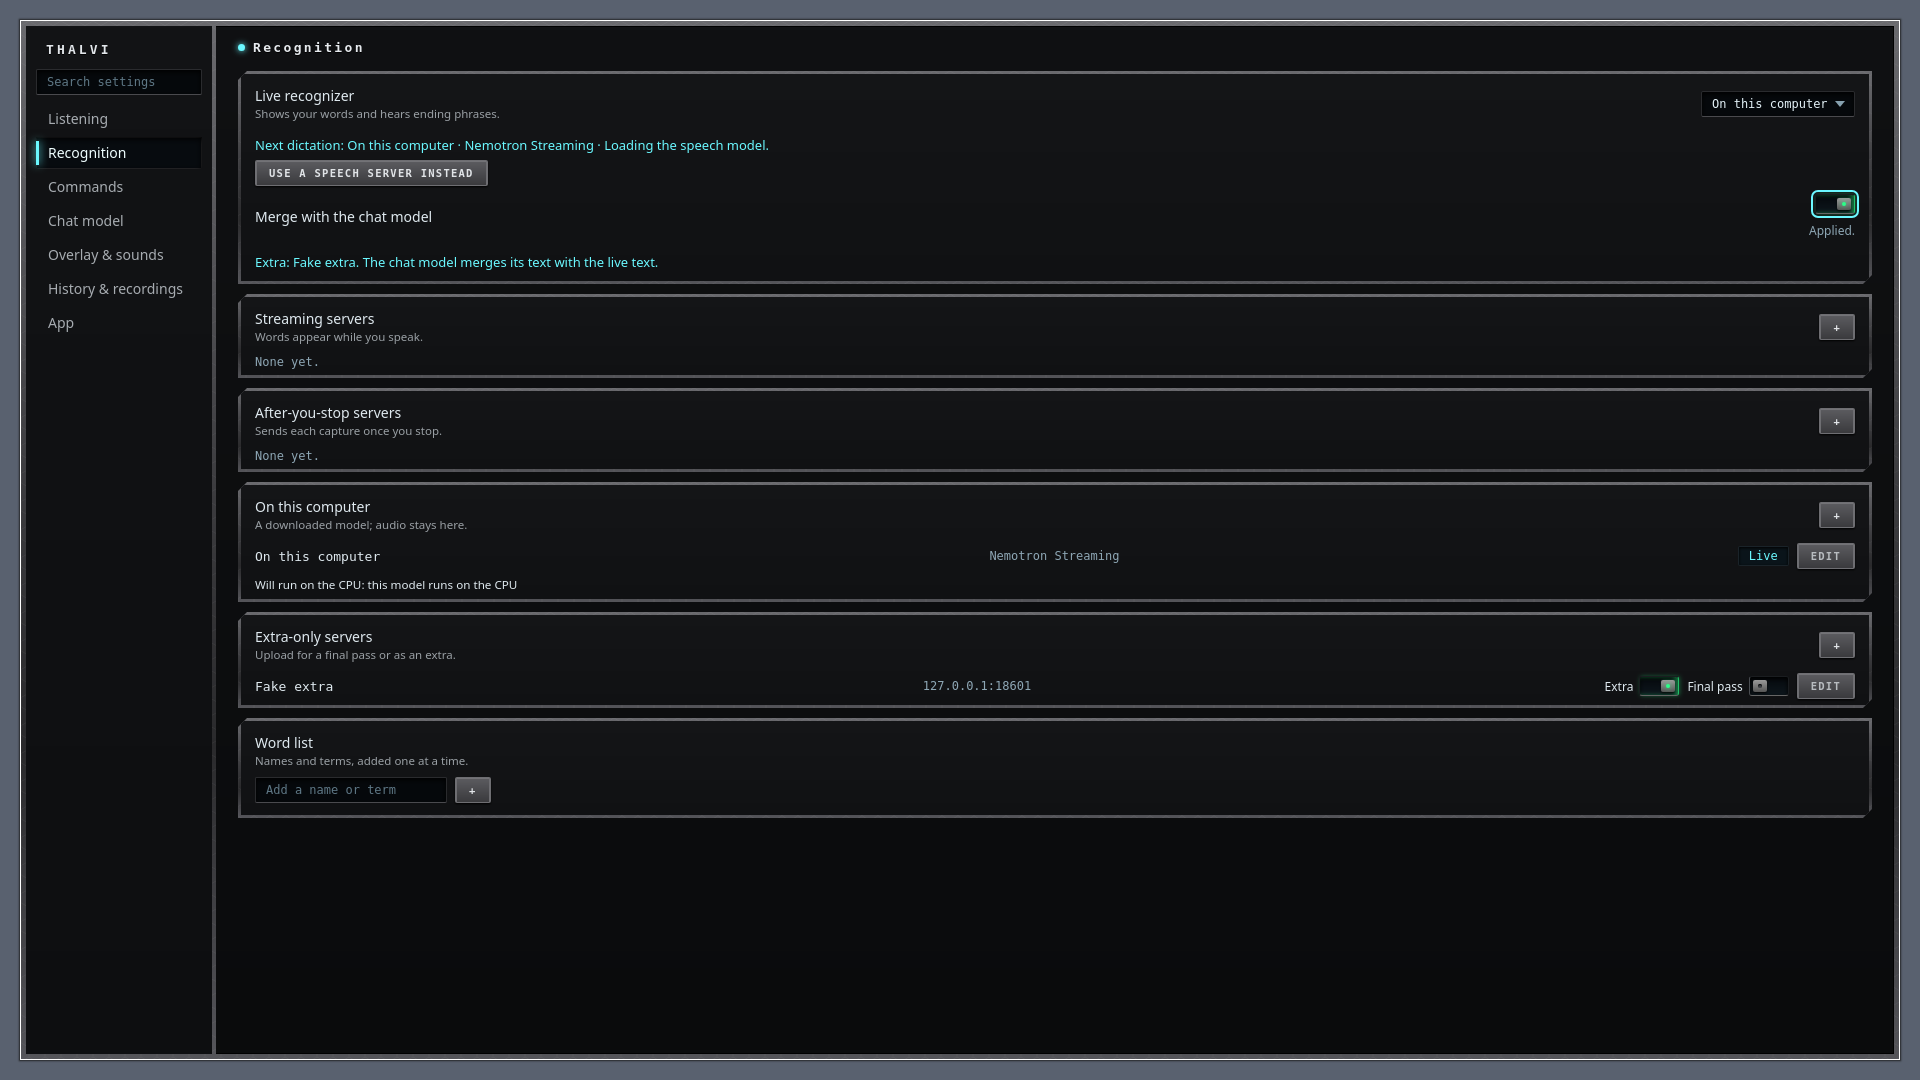 THALVI
Search settings
Listening
Recognition
Commands
Chat model
Overlay & sounds
History & recordings
App
Recognition
Live recognizer
Shows your words and hears ending phrases.
On this computer
Next dictation: On this computer · Nemotron Streaming · Loading the speech model.
USE A SPEECH SERVER INSTEAD
Merge with the chat model
Applied.
Extra: Fake extra. The chat model merges its text with the live text.
Streaming servers
Words appear while you speak.
+
None yet.
After-you-stop servers
Sends each capture once you stop.
+
None yet.
On this computer
A downloaded model; audio stays here.
+
On this computer Nemotron Streaming Live EDIT
Will run on the CPU: this model runs on the CPU
Extra-only servers
Upload for a final pass or as an extra.
+
Fake extra 127.0.0.1:18601 Extra Final pass EDIT
Word list
Names and terms, added one at a time.
Add a name or term +